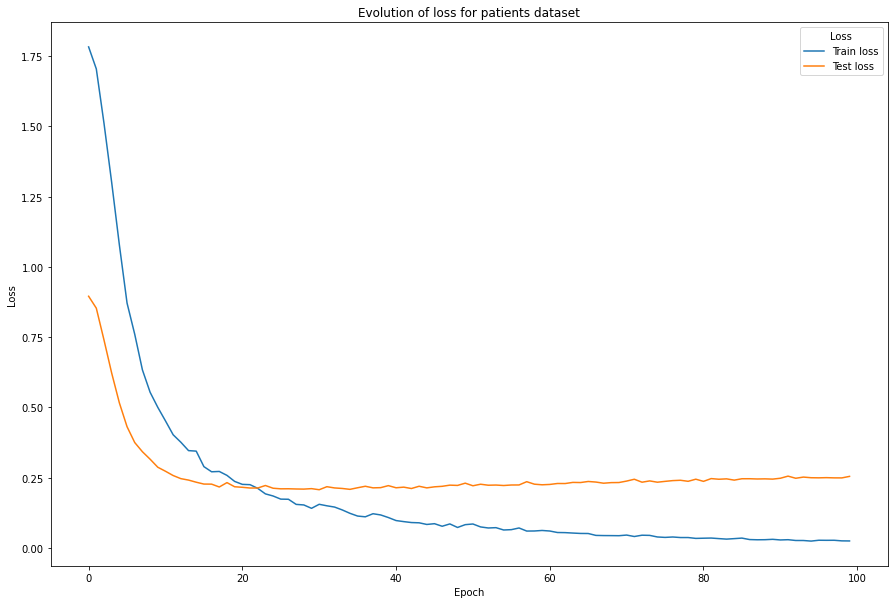 Evolution of loss for patients dataset
Loss
Train loss
Test loss
1.75
1.50
1.25
1.00
0.75
0.50
0.25
0.00
Loss
0
20
40
60
80
100
Epoch